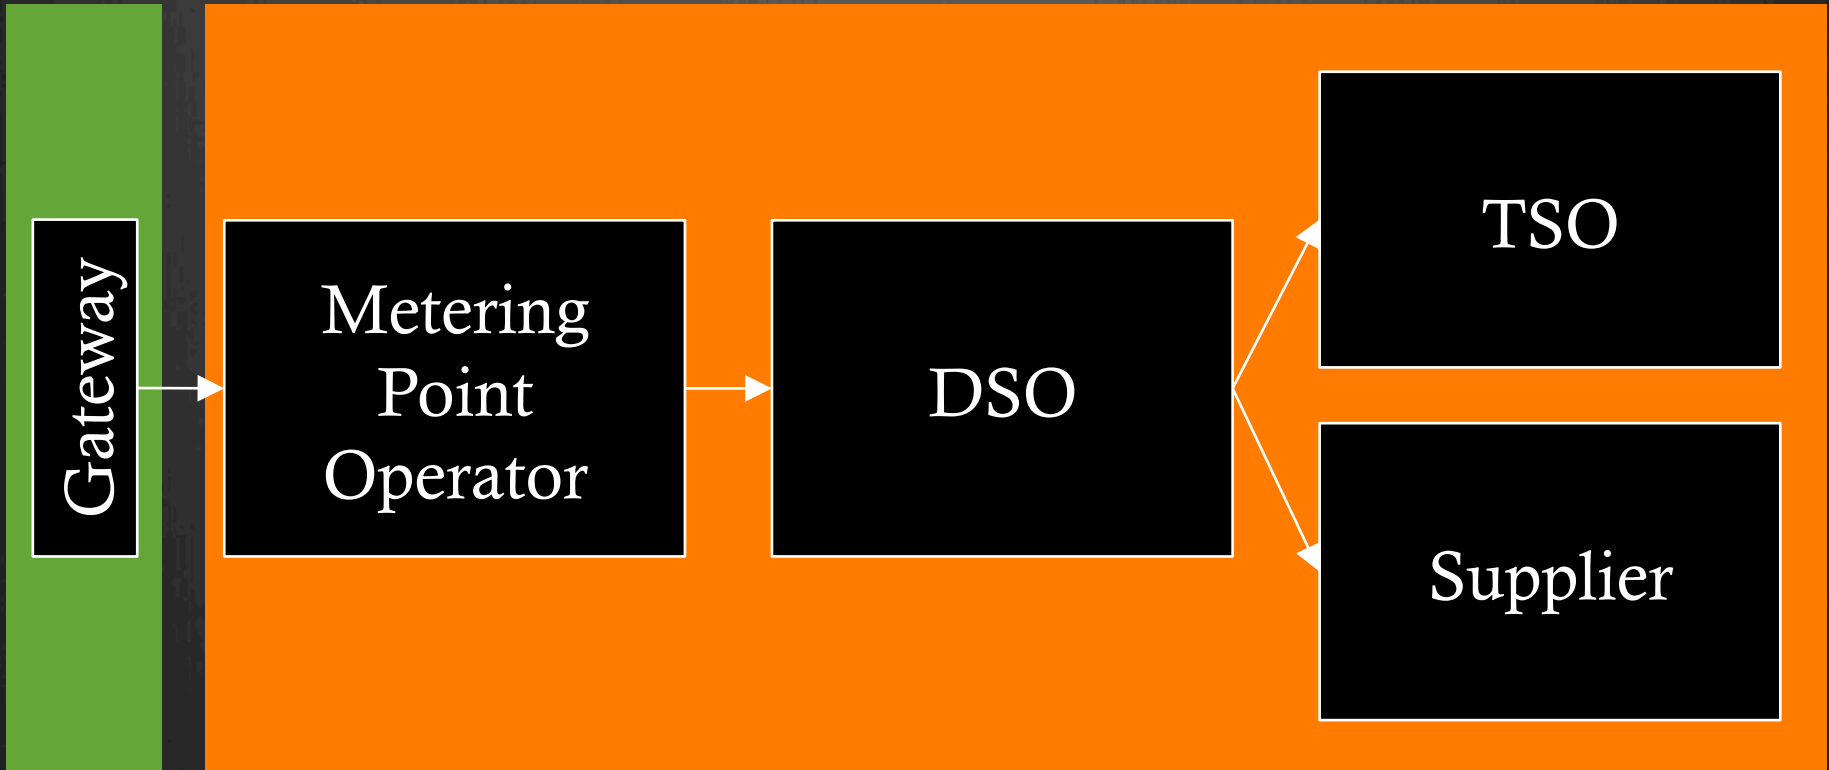 Gateway
Metering
Point
Operator
DSO
TSO
Supplier